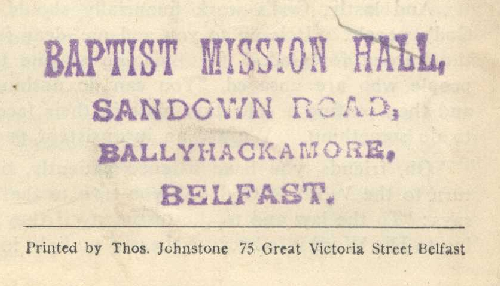 BAPTIST MISSION HALL,
SANDOWN ROAD,
BALLYHACKAMORE,
BELFAST.
Printed by Thos. Johnstone 75 Great Victoria Street Belfast